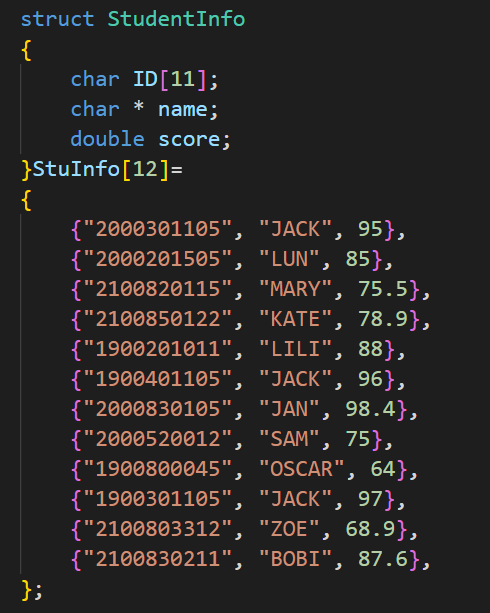 struct StudentInfo
{
    char ID[11];
    char * name;
    double score;
}StuInfo[12]=
{
    {"2000301105", "JACK", 95},
    {"2000201505", "LUN", 85},
    {"2100820115", "MARY", 75.5},
    {"2100850122", "KATE", 78.9},
    {"1900201011", "LILI", 88},
    {"1900401105", "JACK", 96},
    {"2000830105", "JAN", 98.4},
    {"2000520012", "SAM", 75},
    {"1900800045", "OSCAR", 64},
    {"1900301105", "JACK", 97},
    {"2100803312", "ZOE", 68.9},
    {"2100830211", "BOBI", 87.6},
};